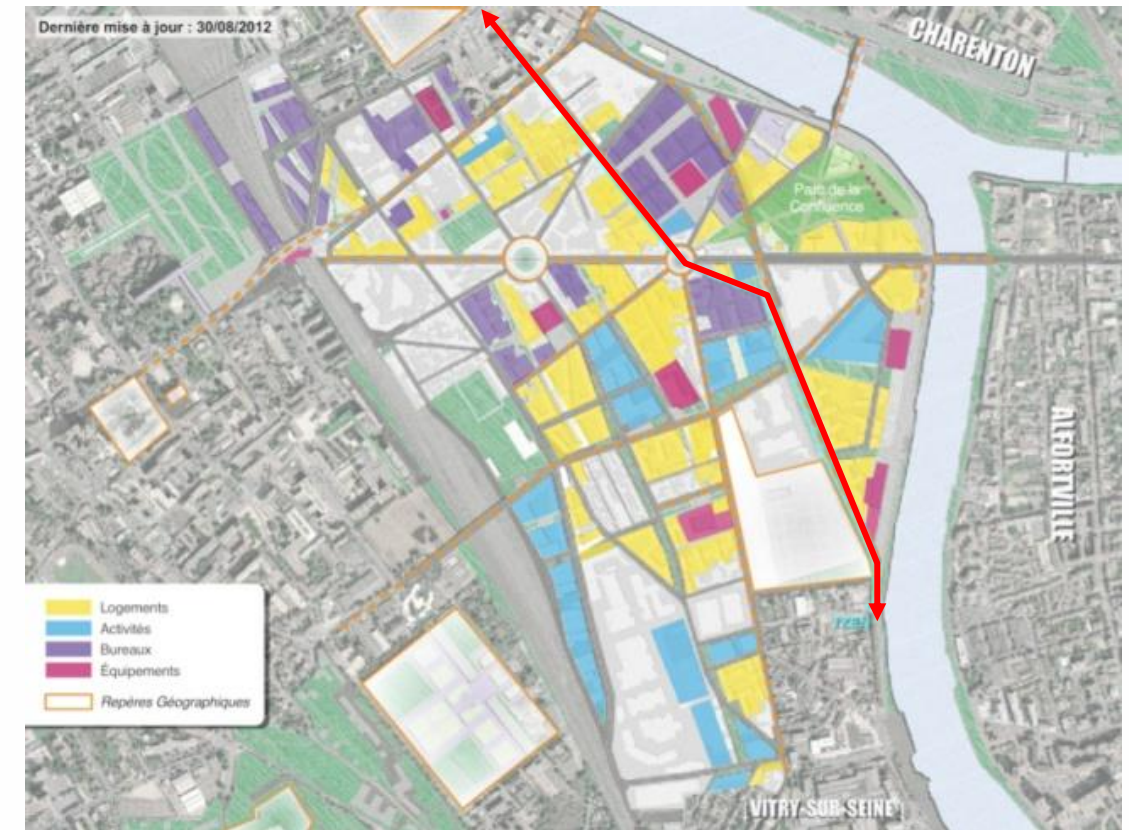 Dernière mise à jour : 30/08/2012
CHARENTON
Parc de la
Confluence
ALFORTVILLE
Logements
Activités
Bureaux
Équipements
Repères Géographiques
VITRY-SUR-SEINE